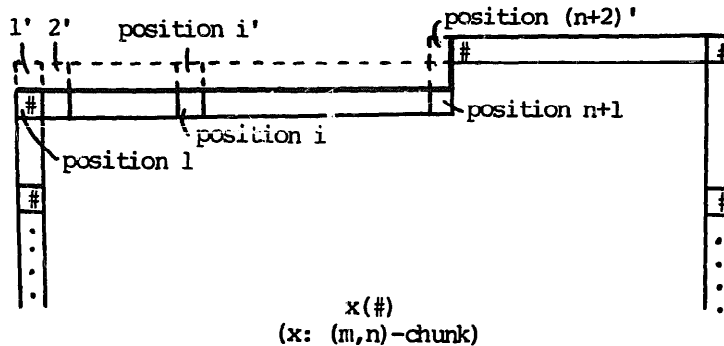 1' 2' position i' position (n+2)'
# #
#
position n+1
position i
position 1
# #
x(#)
(x: (m,n)-chunk)